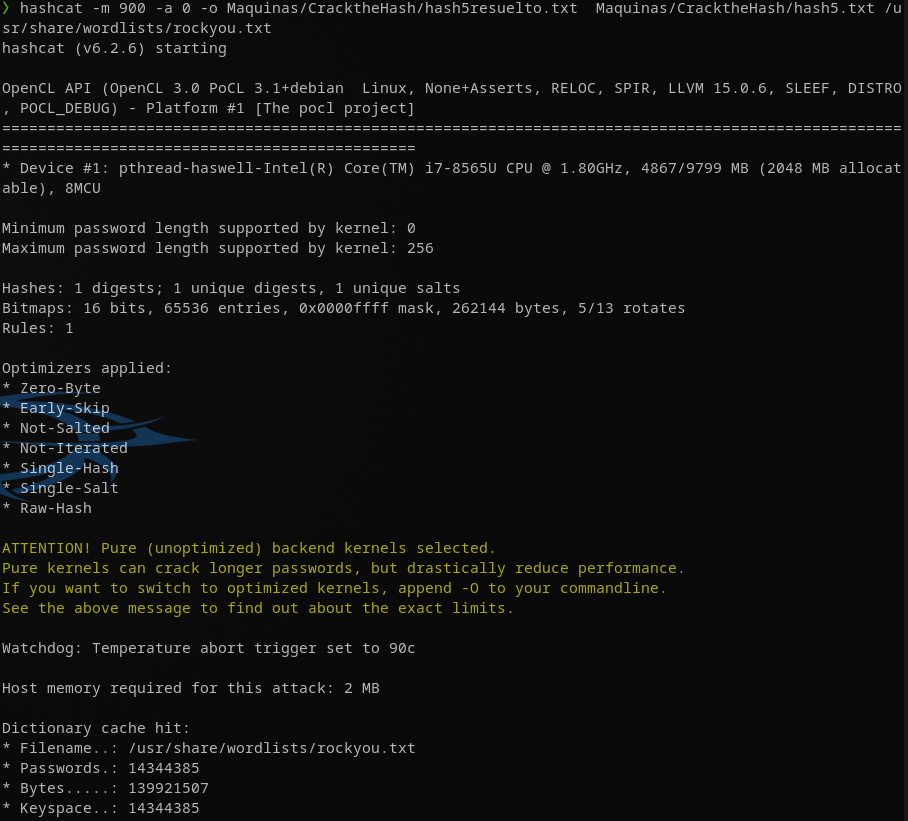 ❯ hashcat -m 900 -a 0 -o Maquinas/CracktheHash/hash5resuelto.txt  Maquinas/CracktheHash/hash5.txt /u
sr/share/wordlists/rockyou.txt
hashcat (v6.2.6) starting

OpenCL API (OpenCL 3.0 PoCL 3.1+debian  Linux, None+Asserts, RELOC, SPIR, LLVM 15.0.6, SLEEF, DISTRO
, POCL_DEBUG) - Platform #1 [The pocl project]
====================================================================================================
==============================================
* Device #1: pthread-haswell-Intel(R) Core(TM) i7-8565U CPU @ 1.80GHz, 4867/9799 MB (2048 MB allocat
able), 8MCU

Minimum password length supported by kernel: 0
Maximum password length supported by kernel: 256

Hashes: 1 digests; 1 unique digests, 1 unique salts
Bitmaps: 16 bits, 65536 entries, 0x0000ffff mask, 262144 bytes, 5/13 rotates
Rules: 1

Optimizers applied:
* Zero-Byte
* Early-Skip
* Not-Salted
* Not-Iterated
* Single-Hash
* Single-Salt
* Raw-Hash

ATTENTION! Pure (unoptimized) backend kernels selected.
Pure kernels can crack longer passwords, but drastically reduce performance.
If you want to switch to optimized kernels, append -O to your commandline.
See the above message to find out about the exact limits.

Watchdog: Temperature abort trigger set to 90c

Host memory required for this attack: 2 MB

Dictionary cache hit:
* Filename..: /usr/share/wordlists/rockyou.txt
* Passwords.: 14344385
* Bytes.....: 139921507
* Keyspace..: 14344385